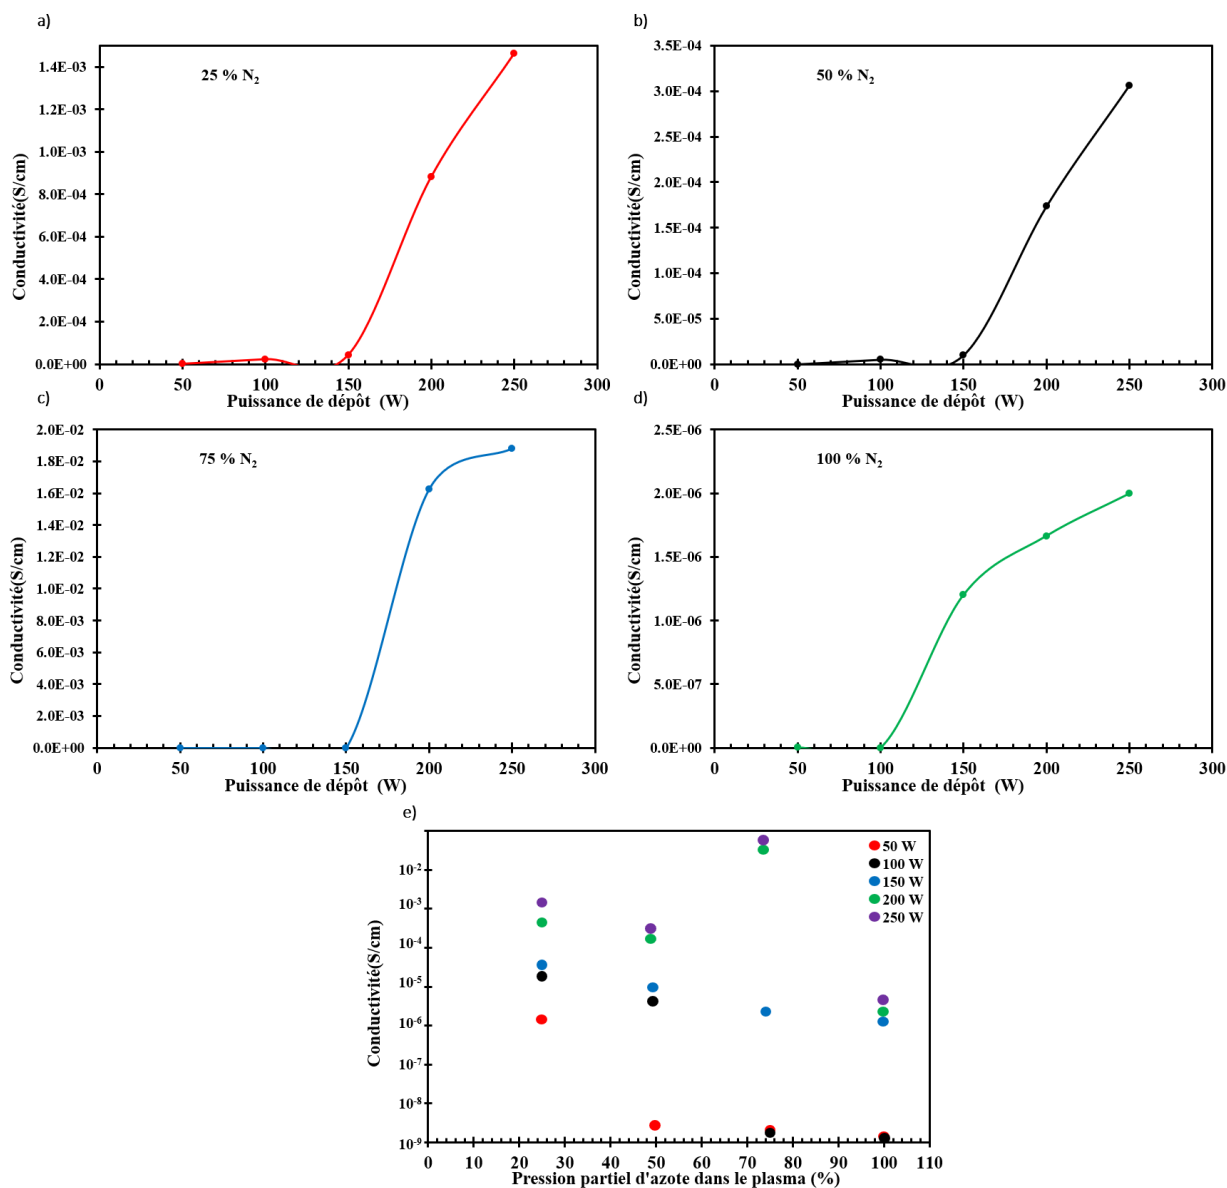 a)
25 % N₂
1.4E-03
1.2E-03
1.0E-03
8.0E-04
6.0E-04
4.0E-04
2.0E-04
0.0E+00
Conductivité(S/cm)
0 50 100 150 200 250 300
Puissance de dépôt (W)
b)
50 % N₂
3.5E-04
3.0E-04
2.5E-04
2.0E-04
1.5E-04
1.0E-04
5.0E-05
0.0E+00
Conductivité(S/cm)
0 50 100 150 200 250 300
Puissance de dépôt (W)
c)
75 % N₂
2.0E-02
1.8E-02
1.6E-02
1.4E-02
1.2E-02
1.0E-02
8.0E-03
6.0E-03
4.0E-03
2.0E-03
0.0E+00
Conductivité(S/cm)
0 50 100 150 200 250 300
Puissance de dépôt (W)
d)
100 % N₂
2.5E-06
2.0E-06
1.5E-06
1.0E-06
5.0E-07
0.0E+00
Conductivité(S/cm)
0 50 100 150 200 250 300
Puissance de dépôt (W)
e)
50 W
100 W
150 W
200 W
250 W
10⁻²
10⁻³
10⁻⁴
10⁻⁵
10⁻⁶
10⁻⁷
10⁻⁸
10⁻⁹
Conductivité(S/cm)
0 10 20 30 40 50 60 70 80 90 100 110
Pression partiel d'azote dans le plasma (%)